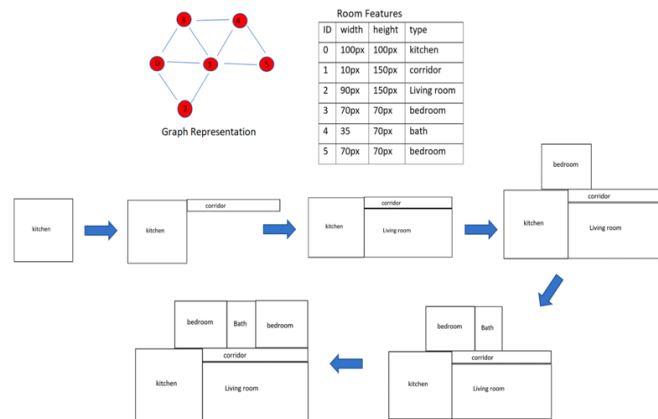 3
4
0
1
5
2
Graph Representation
Room Features
ID width height type
0 100px 100px kitchen
1 10px 150px corridor
2 90px 150px Living room
3 70px 70px bedroom
4 35 70px bath
5 70px 70px bedroom
kitchen
corridor
kitchen
corridor
kitchen
Living room
bedroom
corridor
kitchen
Living room
bedroom
Bath
bedroom
corridor
kitchen
Living room
bedroom
Bath
corridor
kitchen
Living room